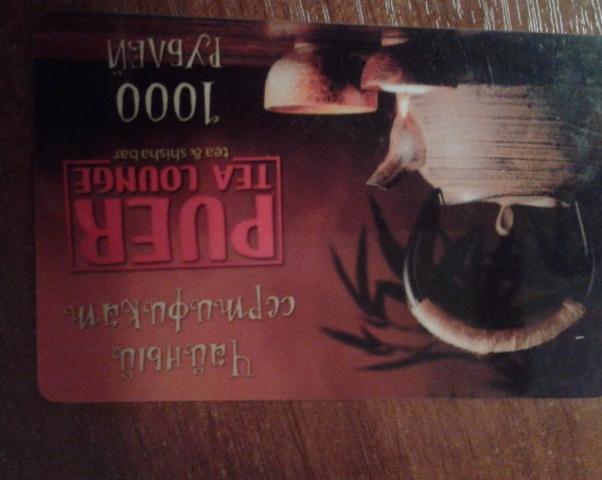 Чайный
сертификат
PUER
TEA LOUNGE
tea & shisha bar
1000
РУБЛЕЙ